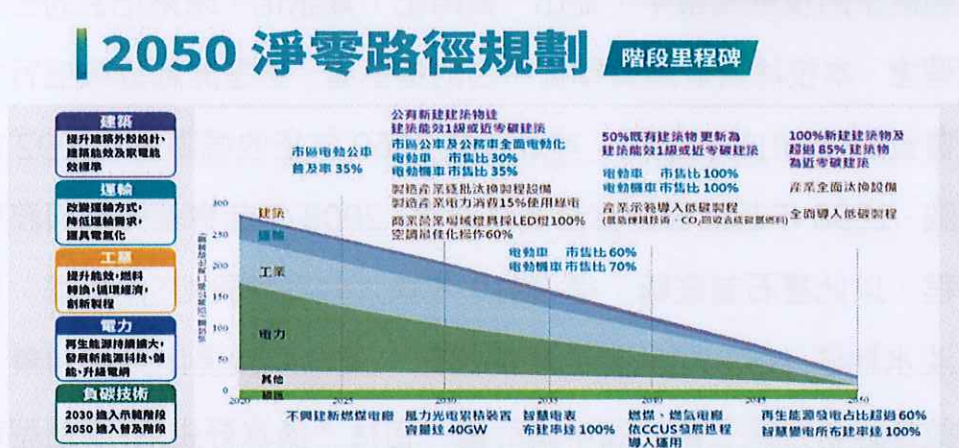 2050 淨零路徑規劃 階段里程碑
建築
提升建築外殼設計、
建築能效及家電能
效標準
運輸
改變運輸方式,
降低運輸需求,
運具電氣化
工業
提升能效,燃料
轉換,循環經濟,
創新製程
電力
再生能源持續擴大,
發展新能源科技、儲
能、升級電網
負碳技術
2030 進入示範階段
2050 進入普及階段
市區電動公車
普及率 35%
公有新建建築物達
建築能效1級或近零碳建築
市區公車及公務車全面電動化
電動車 市售比 30%
電動機車 市售比 35%
製造產業逐批汰換製程設備
製造產業電力消費15%使用綠電
商業營業場域燈具採LED燈100%
空調最佳化操作60%
電動車 市售比 60%
電動機車 市售比 70%
50%既有建築物 更新為
建築能效1級或近零碳建築
電動車 市售比 100%
電動機車 市售比 100%
產業示範導入低碳製程
100%新建建築物及
超過 85% 建築物
為近零碳建築
產業全面汰換設備
全面導入低碳製程
建築
運輸
工業
電力
其他
300
250
200
150
100
50
0
2020
2025
2030
2035
2040
2045
2050
不興建新燃煤電廠
風力光電累積裝置
容量達 40GW
智慧電表
布建率達 100%
燃煤、燃氣電廠
依CCUS發展進程
導入運用
再生能源發電占比超過 60%
智慧變電所布建率達 100%